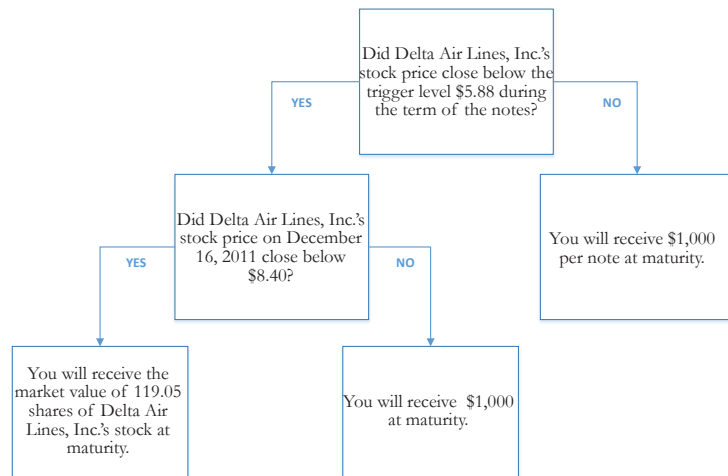 Did Delta Air Lines, Inc.'s
stock price close below the
trigger level $5.88 during
the term of the notes?
YES
NO
Did Delta Air Lines, Inc.'s
stock price on December
16, 2011 close below
$8.40?
You will receive $1,000
per note at maturity.
YES
NO
You will receive the
market value of 119.05
shares of Delta Air
Lines, Inc.'s stock at
maturity.
You will receive $1,000
at maturity.